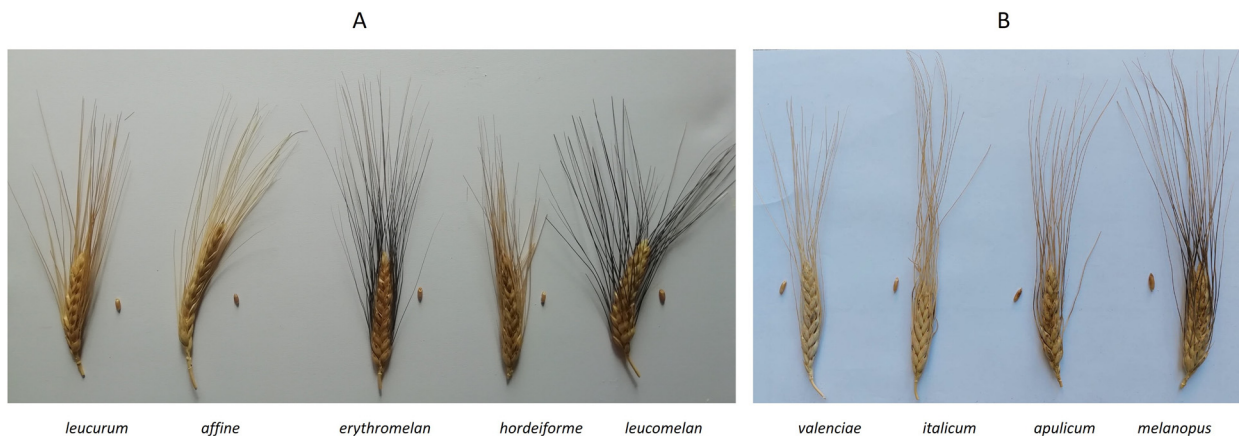 A
B
leucurum affine erythromelan hordeiforme leucomelan
valenciae italicum apulicum melanopus